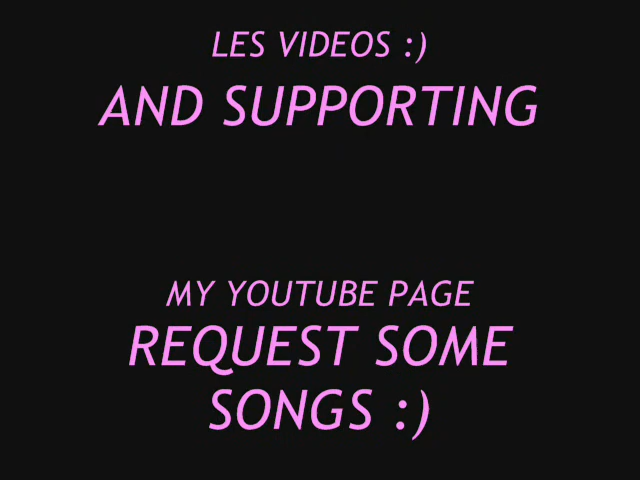 LES VIDEOS :)
AND SUPPORTING
MY YOUTUBE PAGE
REQUEST SOME
SONGS :)